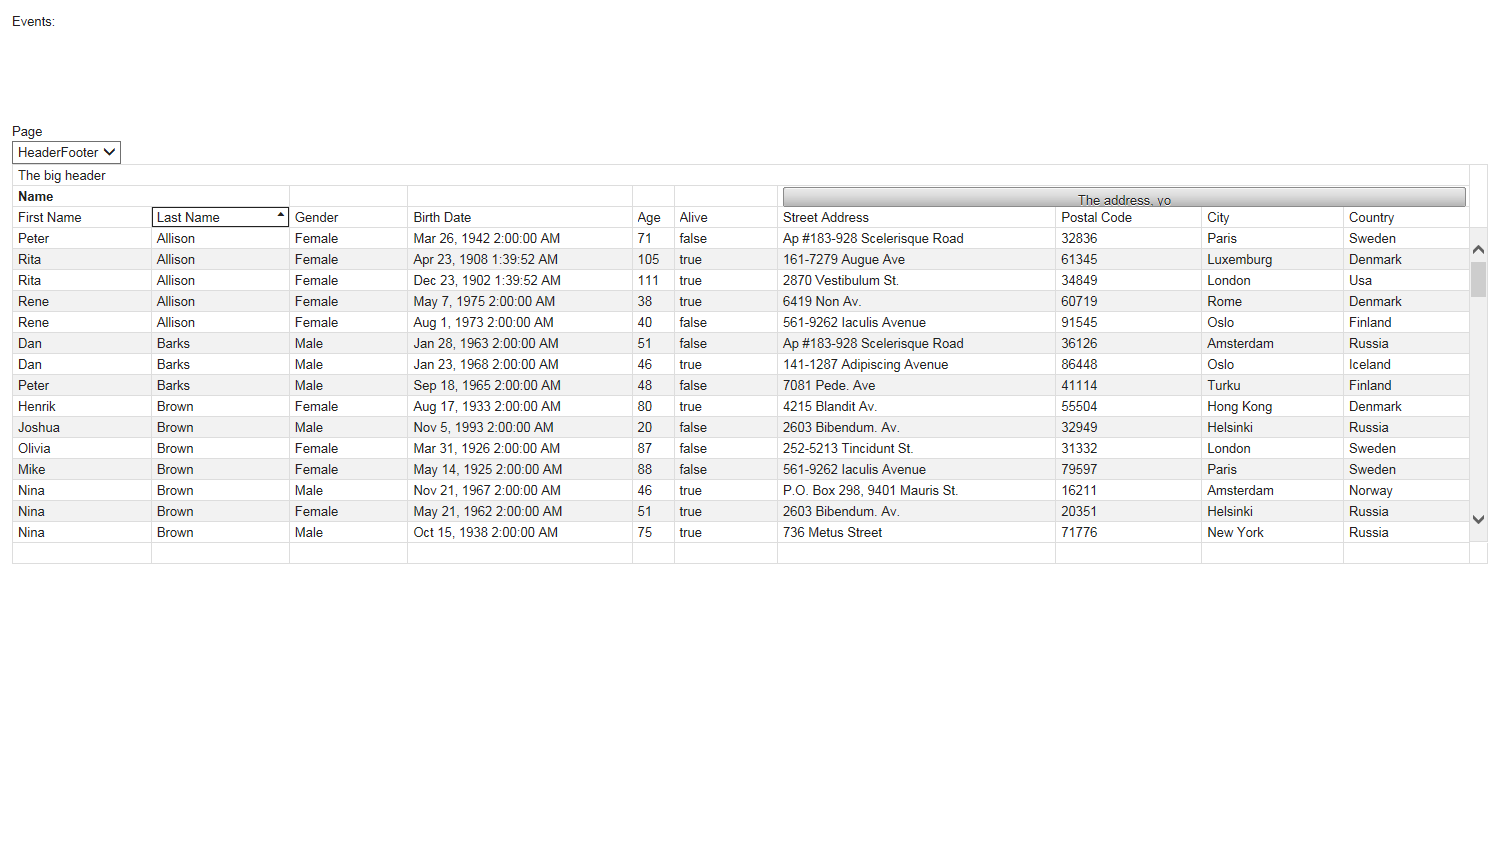 Events:
Page
HeaderFooter
The big header
Name The address, yo
First Name Last Name Gender Birth Date Age Alive Street Address Postal Code City Country
Peter Allison Female Mar 26, 1942 2:00:00 AM 71 false Ap #183-928 Scelerisque Road 32836 Paris Sweden
Rita Allison Female Apr 23, 1908 1:39:52 AM 105 true 161-7279 Augue Ave 61345 Luxemburg Denmark
Rita Allison Female Dec 23, 1902 1:39:52 AM 111 true 2870 Vestibulum St. 34849 London Usa
Rene Allison Female May 7, 1975 2:00:00 AM 38 true 6419 Non Av. 60719 Rome Denmark
Rene Allison Female Aug 1, 1973 2:00:00 AM 40 false 561-9262 Iaculis Avenue 91545 Oslo Finland
Dan Barks Male Jan 28, 1963 2:00:00 AM 51 false Ap #183-928 Scelerisque Road 36126 Amsterdam Russia
Dan Barks Male Jan 23, 1968 2:00:00 AM 46 true 141-1287 Adipiscing Avenue 86448 Oslo Iceland
Peter Barks Male Sep 18, 1965 2:00:00 AM 48 false 7081 Pede. Ave 41114 Turku Finland
Henrik Brown Female Aug 17, 1933 2:00:00 AM 80 true 4215 Blandit Av. 55504 Hong Kong Denmark
Joshua Brown Male Nov 5, 1993 2:00:00 AM 20 false 2603 Bibendum. Av. 32949 Helsinki Russia
Olivia Brown Female Mar 31, 1926 2:00:00 AM 87 false 252-5213 Tincidunt St. 31332 London Sweden
Mike Brown Female May 14, 1925 2:00:00 AM 88 false 561-9262 Iaculis Avenue 79597 Paris Sweden
Nina Brown Male Nov 21, 1967 2:00:00 AM 46 true P.O. Box 298, 9401 Mauris St. 16211 Amsterdam Norway
Nina Brown Female May 21, 1962 2:00:00 AM 51 true 2603 Bibendum. Av. 20351 Helsinki Russia
Nina Brown Male Oct 15, 1938 2:00:00 AM 75 true 736 Metus Street 71776 New York Russia